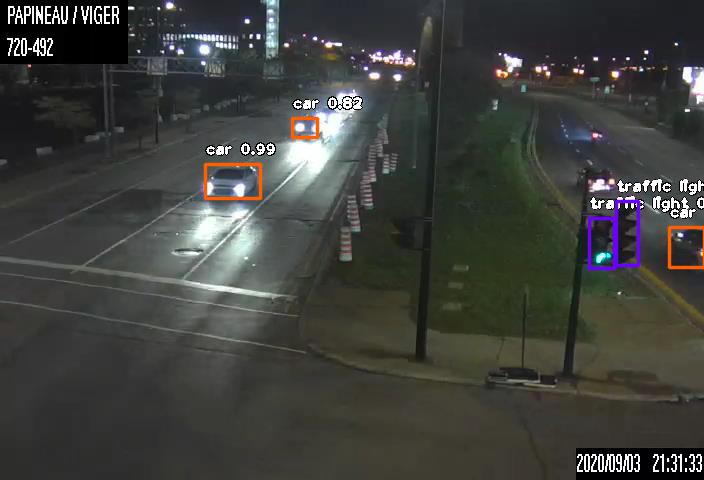 PAPINEAU / VIGER
720-492
car 0.82
car 0.99
traffic ligh
traffic light 0
car
2020/09/03 21:31:33